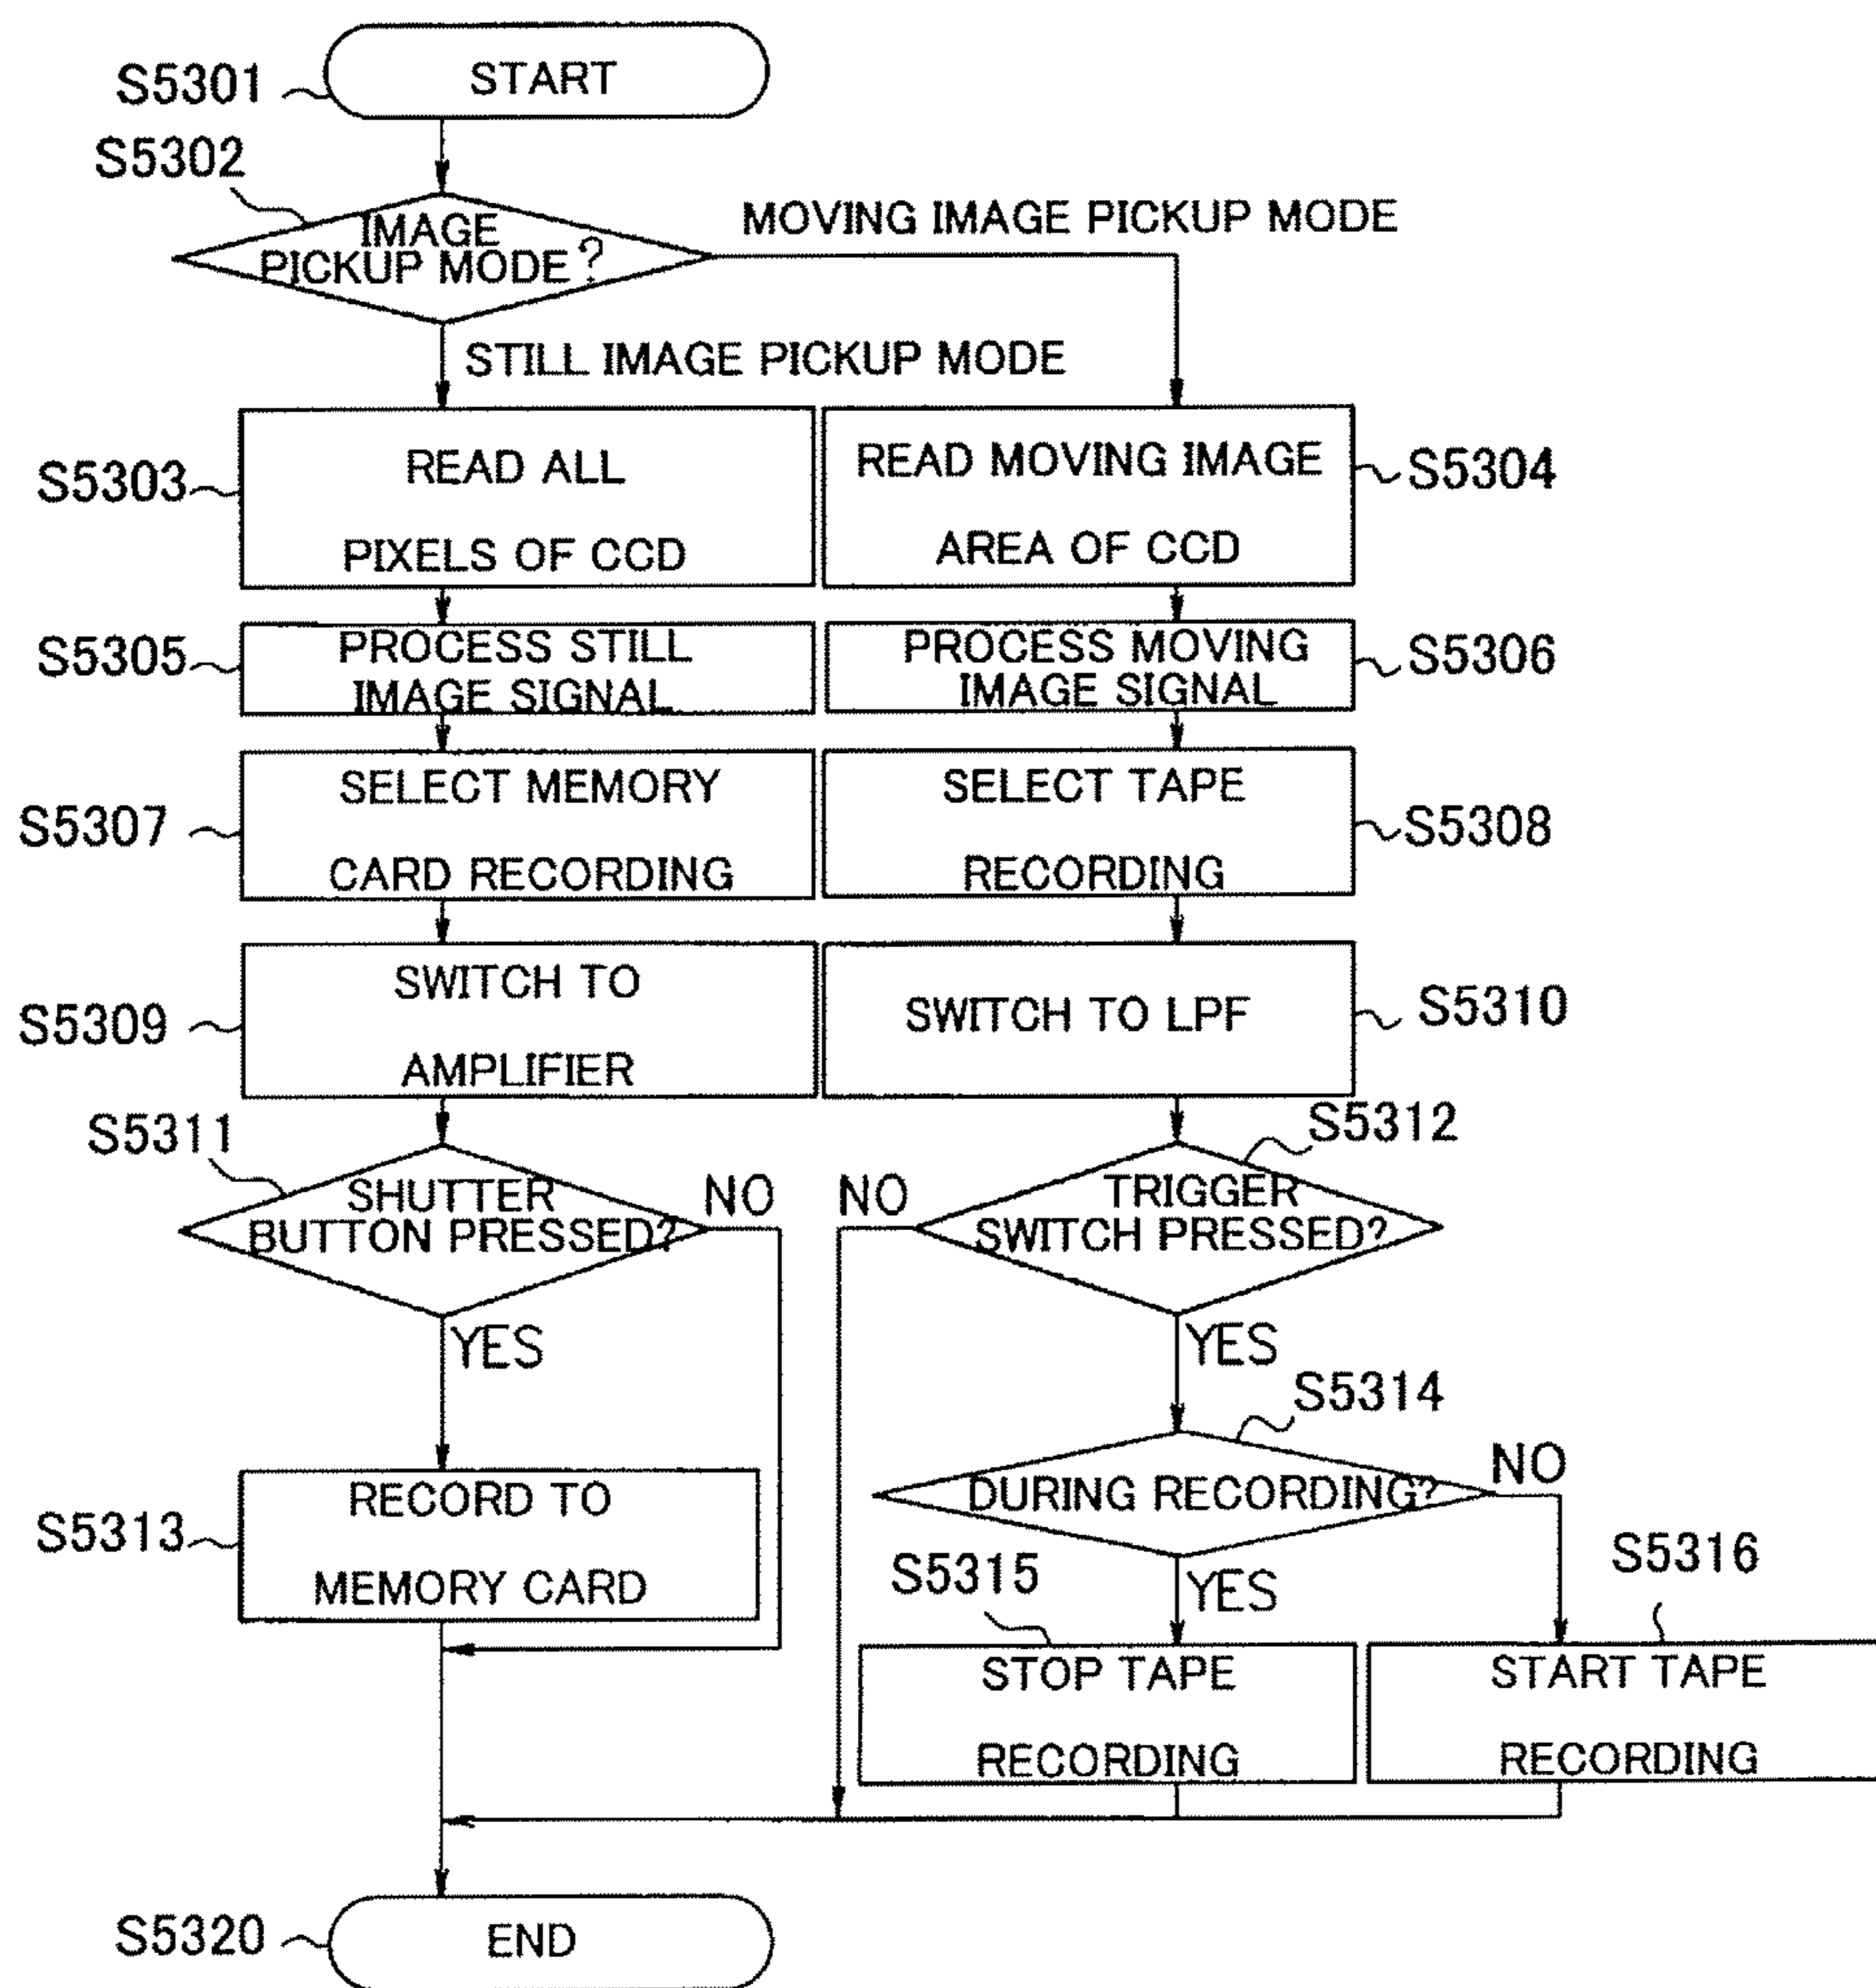 S5301
START
S5302
IMAGE
PICKUP MODE?
MOVING IMAGE PICKUP MODE
STILL IMAGE PICKUP MODE
S5303
READ ALL
PIXELS OF CCD
READ MOVING IMAGE
AREA OF CCD
S5304
S5305
PROCESS STILL
IMAGE SIGNAL
PROCESS MOVING
IMAGE SIGNAL
S5306
S5307
SELECT MEMORY
CARD RECORDING
SELECT TAPE
RECORDING
S5308
S5309
SWITCH TO
AMPLIFIER
SWITCH TO LPF
S5310
S5311
SHUTTER
BUTTON PRESSED?
NO
YES
S5312
NO
TRIGGER
SWITCH PRESSED?
YES
S5313
RECORD TO
MEMORY CARD
S5314
DURING RECORDING?
NO
YES
S5315
STOP TAPE
RECORDING
S5316
START TAPE
RECORDING
S5320
END